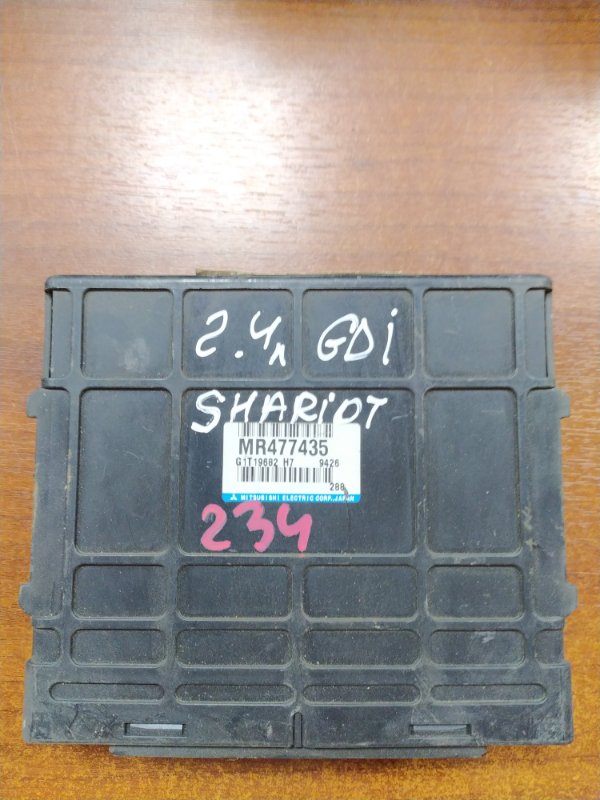 2.4л GDi
SHARIOT
MR477435
G1T19682 H7 9426
288
MITSUBISHI ELECTRIC CORP. JAPAN
234